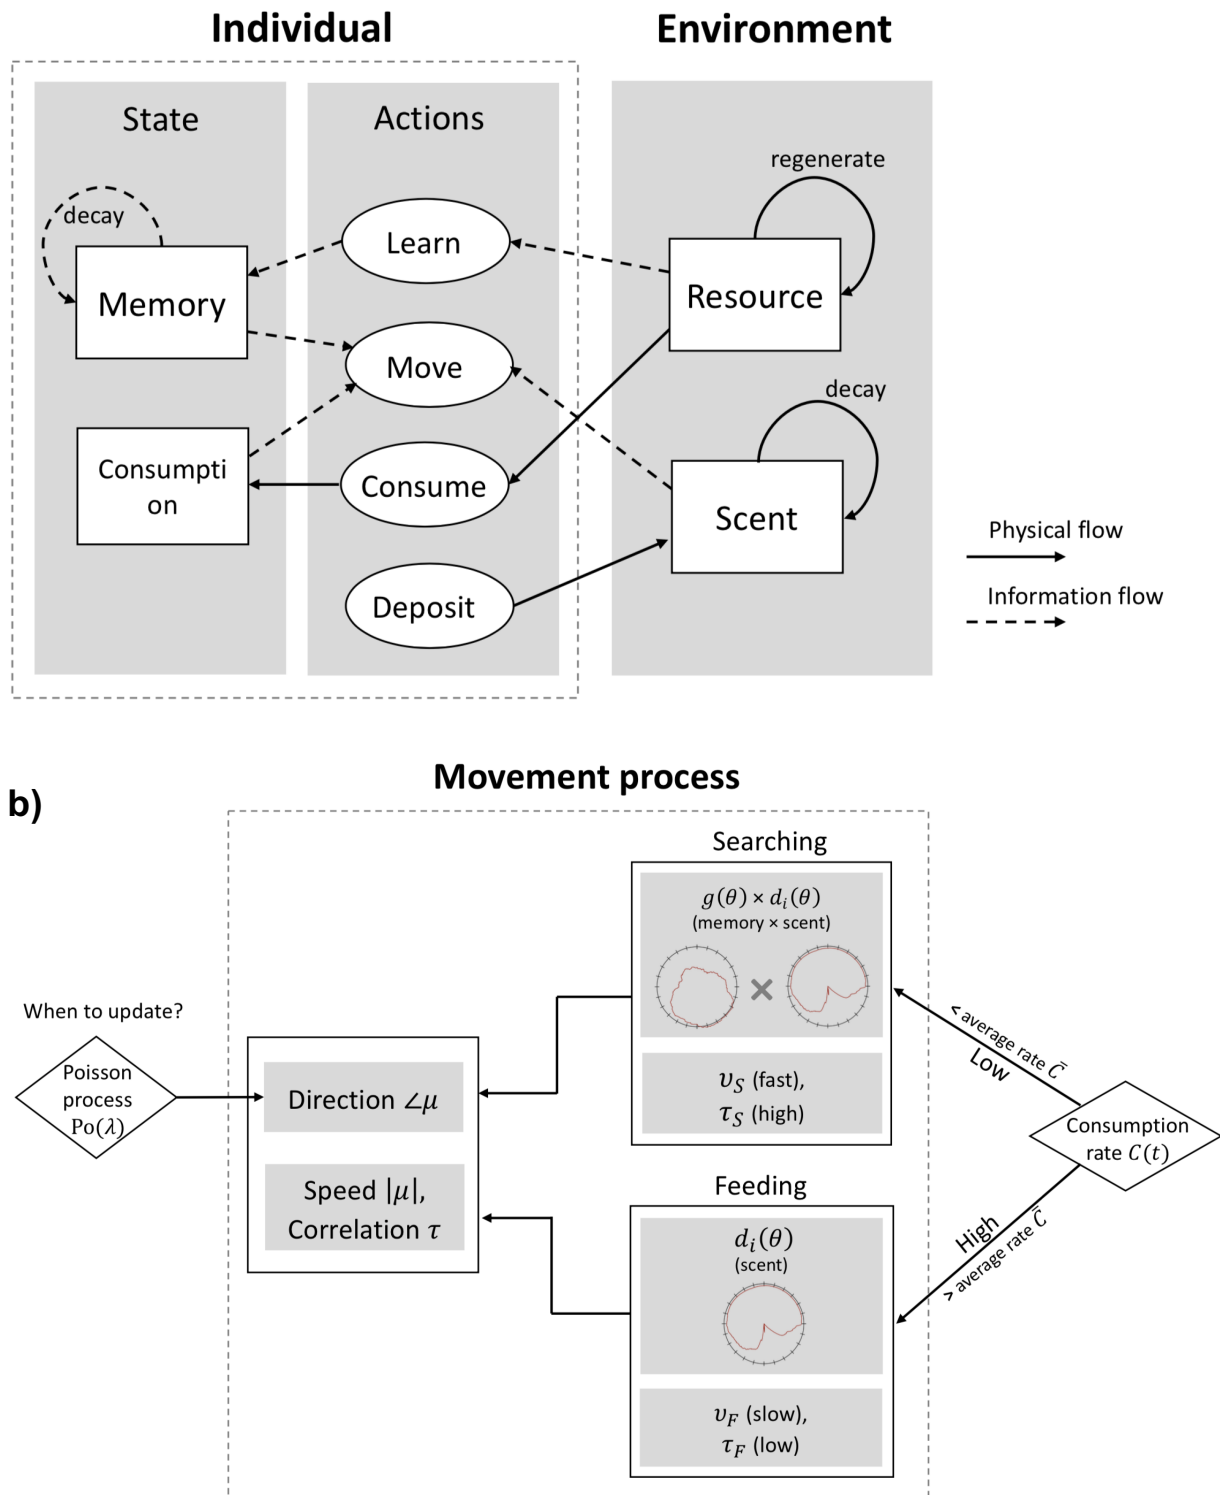 Individual
Environment
State
Actions
regenerate
decay
Learn
Memory
Resource
Move
decay
Consumpti
on
Consume
Scent
Physical flow
Deposit
Information flow
Movement process
b)
Searching
g(θ) × d_i(θ)
(memory × scent)
×
When to update?
Poisson
process
Po(λ)
Direction ∠μ
υ_S (fast),
τ_S (high)
< average rate C̄
Low
Consumption
rate C(t)
Speed |μ|,
Correlation τ
Feeding
High
> average rate C̄
d_i(θ)
(scent)
υ_F (slow),
τ_F (low)